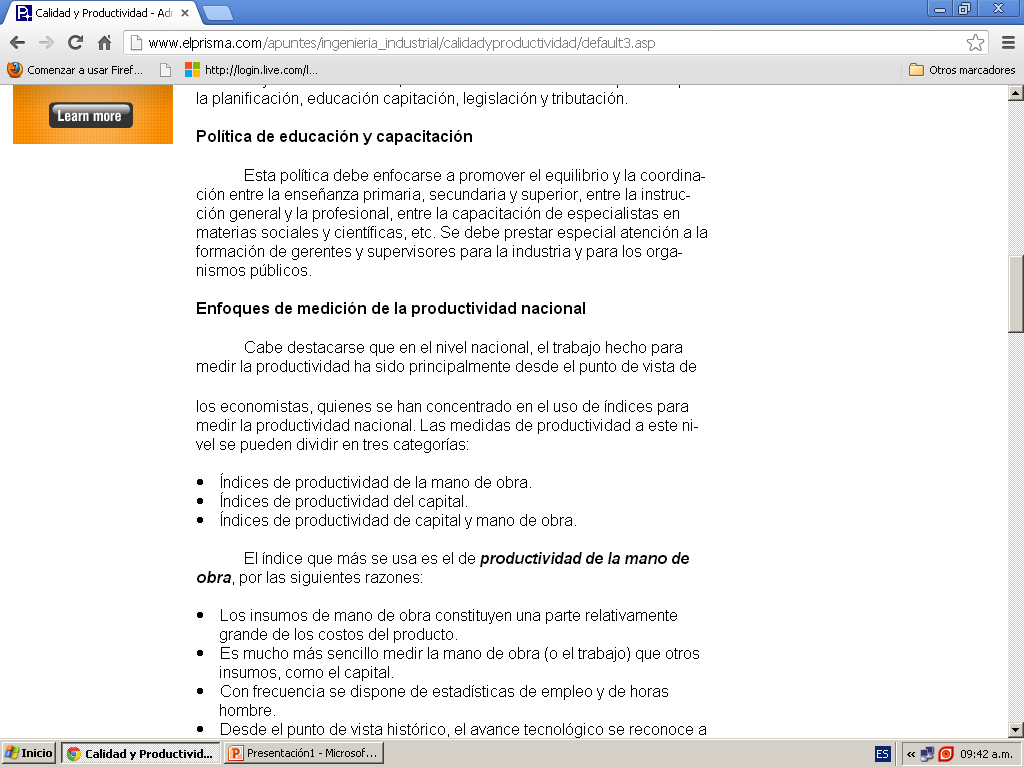 Calidad y Productividad - Adr
www.elprisma.com/apuntes/ingenieria_industrial/calidadyproductividad/default3.asp
Comenzar a usar Firef...
http://login.live.com/l...
Otros marcadores
Learn more
la planificación, educación capitación, legislación y tributación.
Política de educación y capacitación
Esta política debe enfocarse a promover el equilibrio y la coordina-
ción entre la enseñanza primaria, secundaria y superior, entre la instruc-
ción general y la profesional, entre la capacitación de especialistas en
materias sociales y científicas, etc. Se debe prestar especial atención a la
formación de gerentes y supervisores para la industria y para los orga-
nismos públicos.
Enfoques de medición de la productividad nacional
Cabe destacarse que en el nivel nacional, el trabajo hecho para
medir la productividad ha sido principalmente desde el punto de vista de
los economistas, quienes se han concentrado en el uso de índices para
medir la productividad nacional. Las medidas de productividad a este ni-
vel se pueden dividir en tres categorías:
• Índices de productividad de la mano de obra.
• Índices de productividad del capital.
• Índices de productividad de capital y mano de obra.
El índice que más se usa es el de productividad de la mano de
obra, por las siguientes razones:
• Los insumos de mano de obra constituyen una parte relativamente
grande de los costos del producto.
• Es mucho más sencillo medir la mano de obra (o el trabajo) que otros
insumos, como el capital.
• Con frecuencia se dispone de estadísticas de empleo y de horas
hombre.
• Desde el punto de vista histórico, el avance tecnológico se reconoce a
Inicio
Calidad y Productivid...
Presentación1 - Microsof...
ES
09:42 a.m.